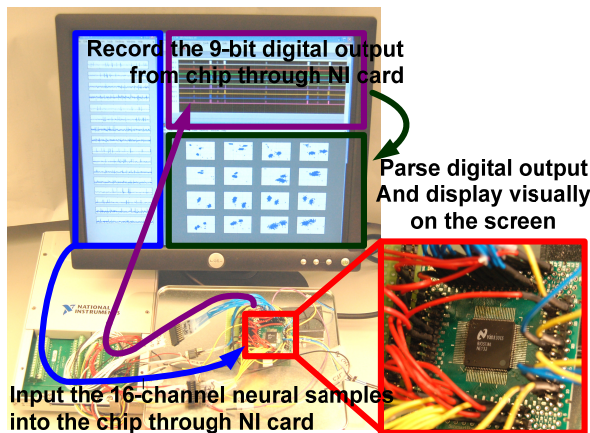 Record the 9-bit digital output
from chip through NI card
Parse digital output
And display visually
on the screen
DELL
NATIONAL
INSTRUMENTS
Input the 16-channel neural samples
into the chip through NI card